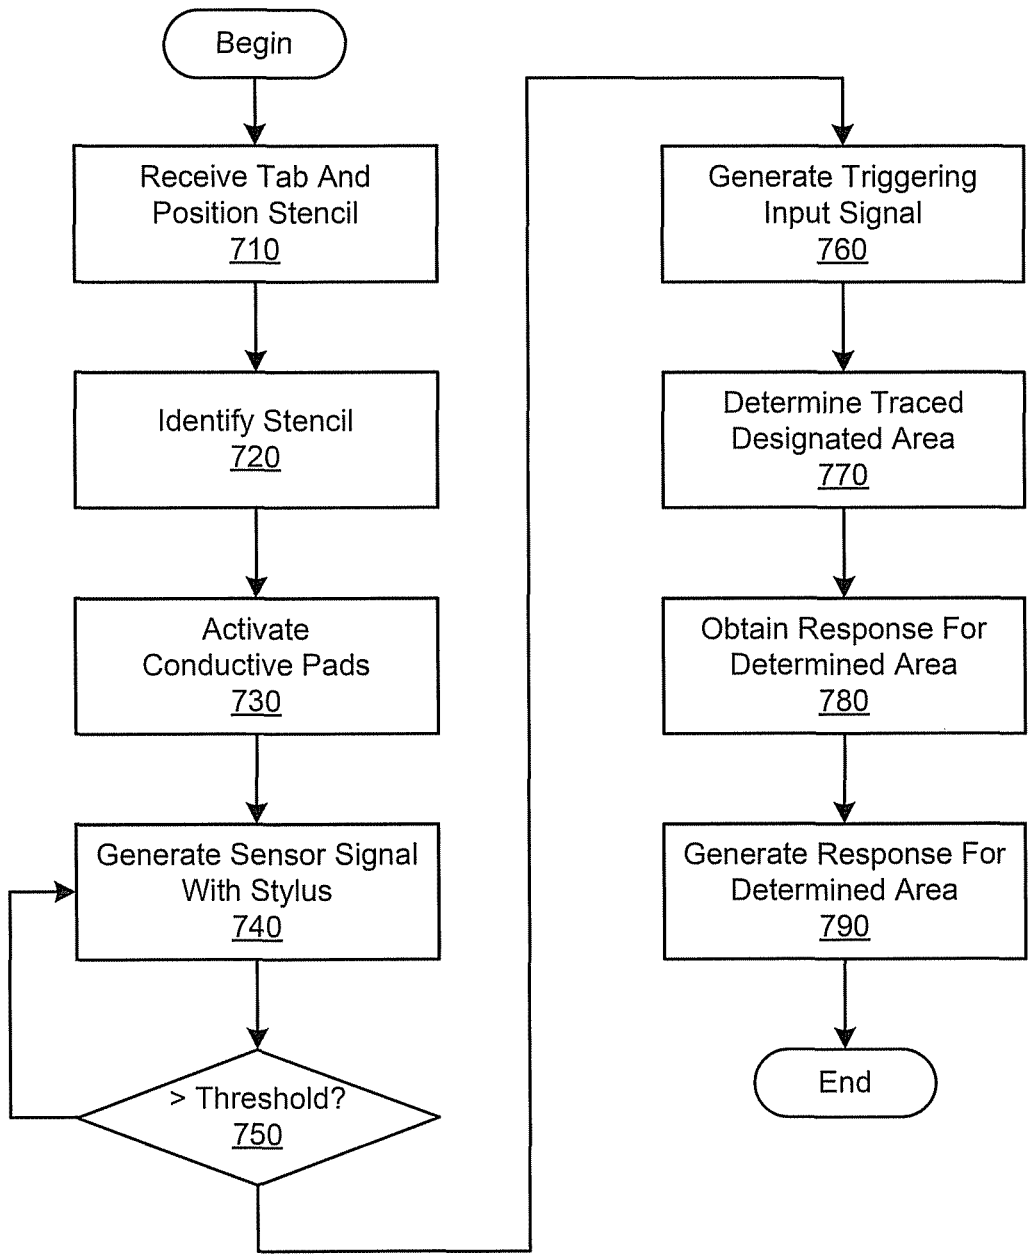 Begin
Receive Tab And
Position Stencil
710
Identify Stencil
720
Activate
Conductive Pads
730
Generate Sensor Signal
With Stylus
740
> Threshold?
750
Generate Triggering
Input Signal
760
Determine Traced
Designated Area
770
Obtain Response For
Determined Area
780
Generate Response For
Determined Area
790
End